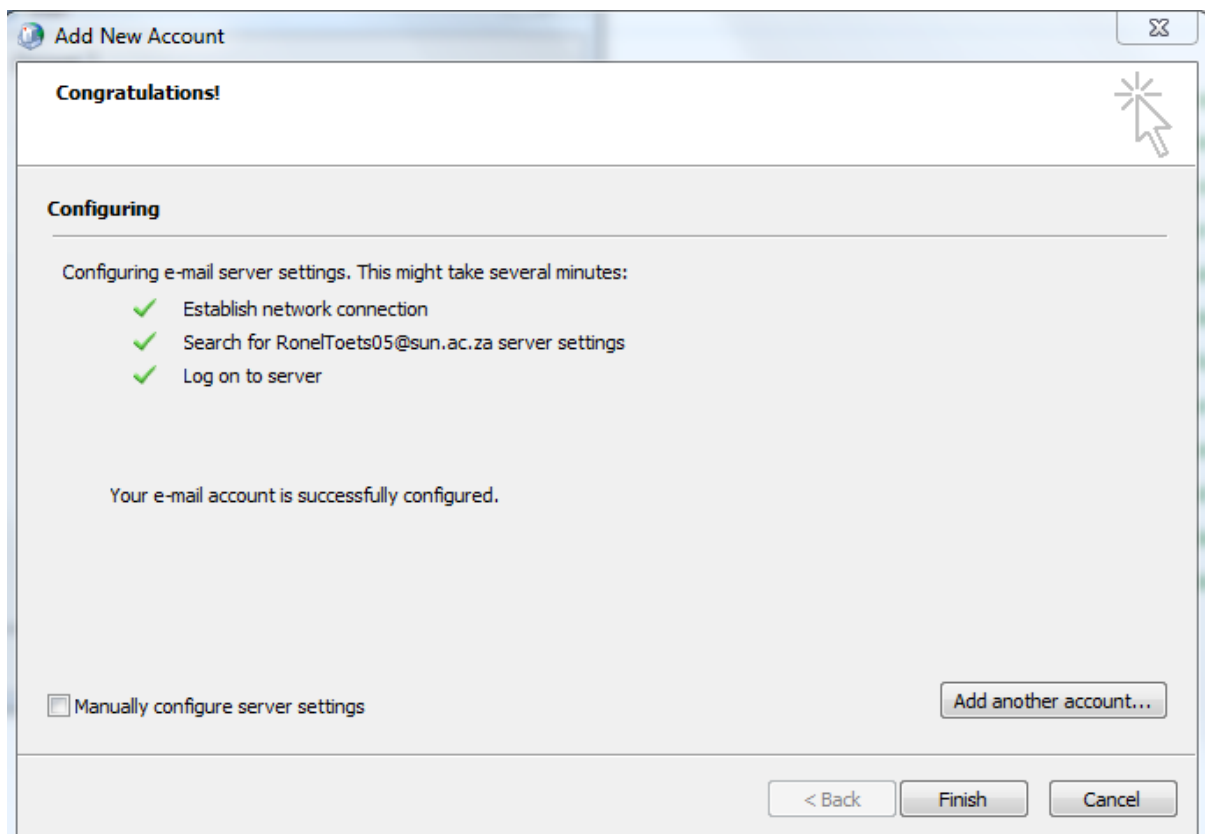 Add New Account
Congratulations!
Configuring
Configuring e-mail server settings. This might take several minutes:
Establish network connection
Search for RonelToets05@sun.ac.za server settings
Log on to server
Your e-mail account is successfully configured.
Manually configure server settings
Add another account...
< Back
Finish
Cancel